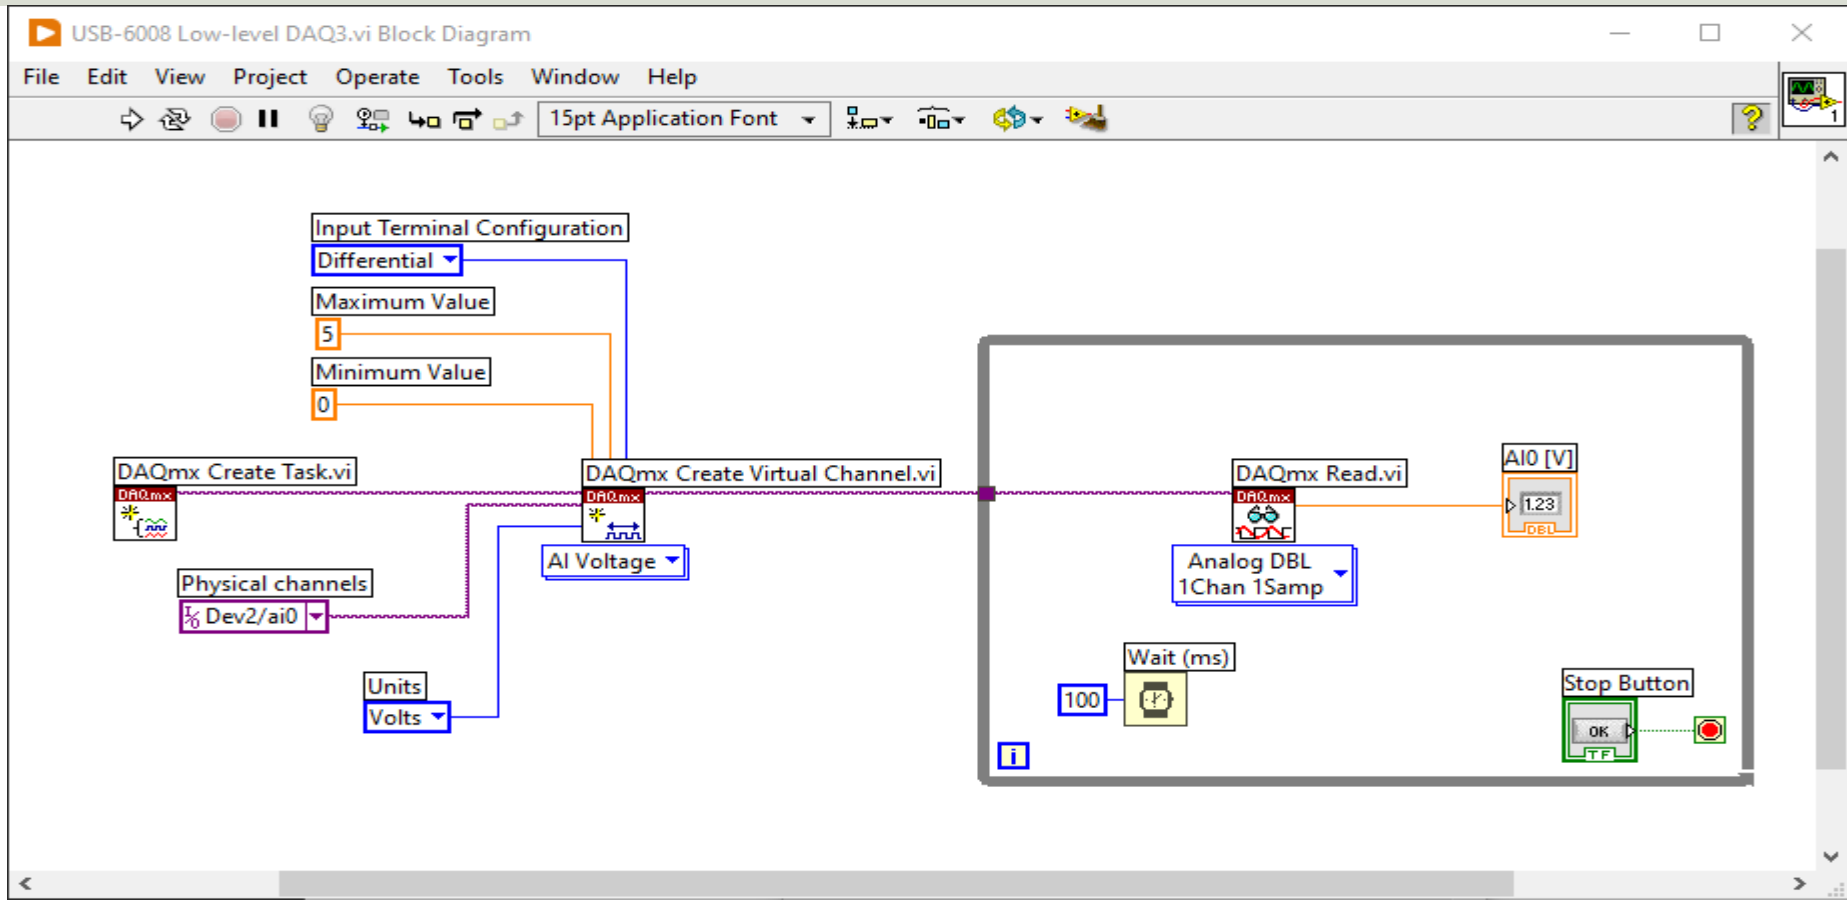 USB-6008 Low-level DAQ3.vi Block Diagram
File Edit View Project Operate Tools Window Help
15pt Application Font
?
1
Input Terminal Configuration
Differential
Maximum Value
5
Minimum Value
0
DAQmx Create Task.vi
DAQmx
DAQmx Create Virtual Channel.vi
DAQmx
AI Voltage
Physical channels
I/O Dev2/ai0
Units
Volts
DAQmx Read.vi
DAQmx
Analog DBL
1Chan 1Samp
AI0 [V]
1.23
DBL
Wait (ms)
100
i
Stop Button
OK
TF